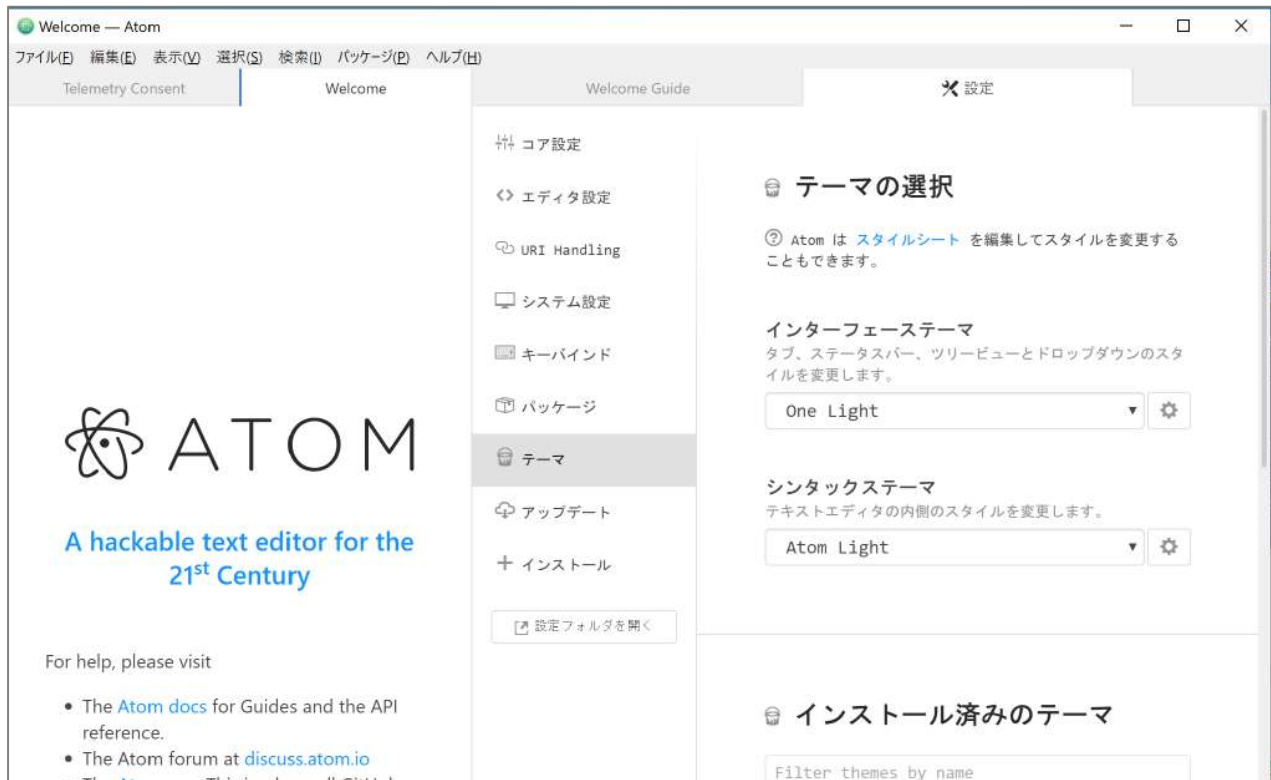 Welcome — Atom
ファイル(F) 編集(E) 表示(V) 選択(S) 検索(I) パッケージ(P) ヘルプ(H)
Telemetry Consent
Welcome
Welcome Guide
設定
ATOM
A hackable text editor for the
21st Century
For help, please visit
• The Atom docs for Guides and the API
reference.
• The Atom forum at discuss.atom.io
コア設定
エディタ設定
URI Handling
システム設定
キーバインド
パッケージ
テーマ
アップデート
インストール
設定フォルダを開く
テーマの選択
Atom は スタイルシート を編集してスタイルを変更する
こともできます。
インターフェーステーマ
タブ、ステータスバー、ツリービューとドロップダウンのスタ
イルを変更します。
One Light
シンタックステーマ
テキストエディタの内側のスタイルを変更します。
Atom Light
インストール済みのテーマ
Filter themes by name